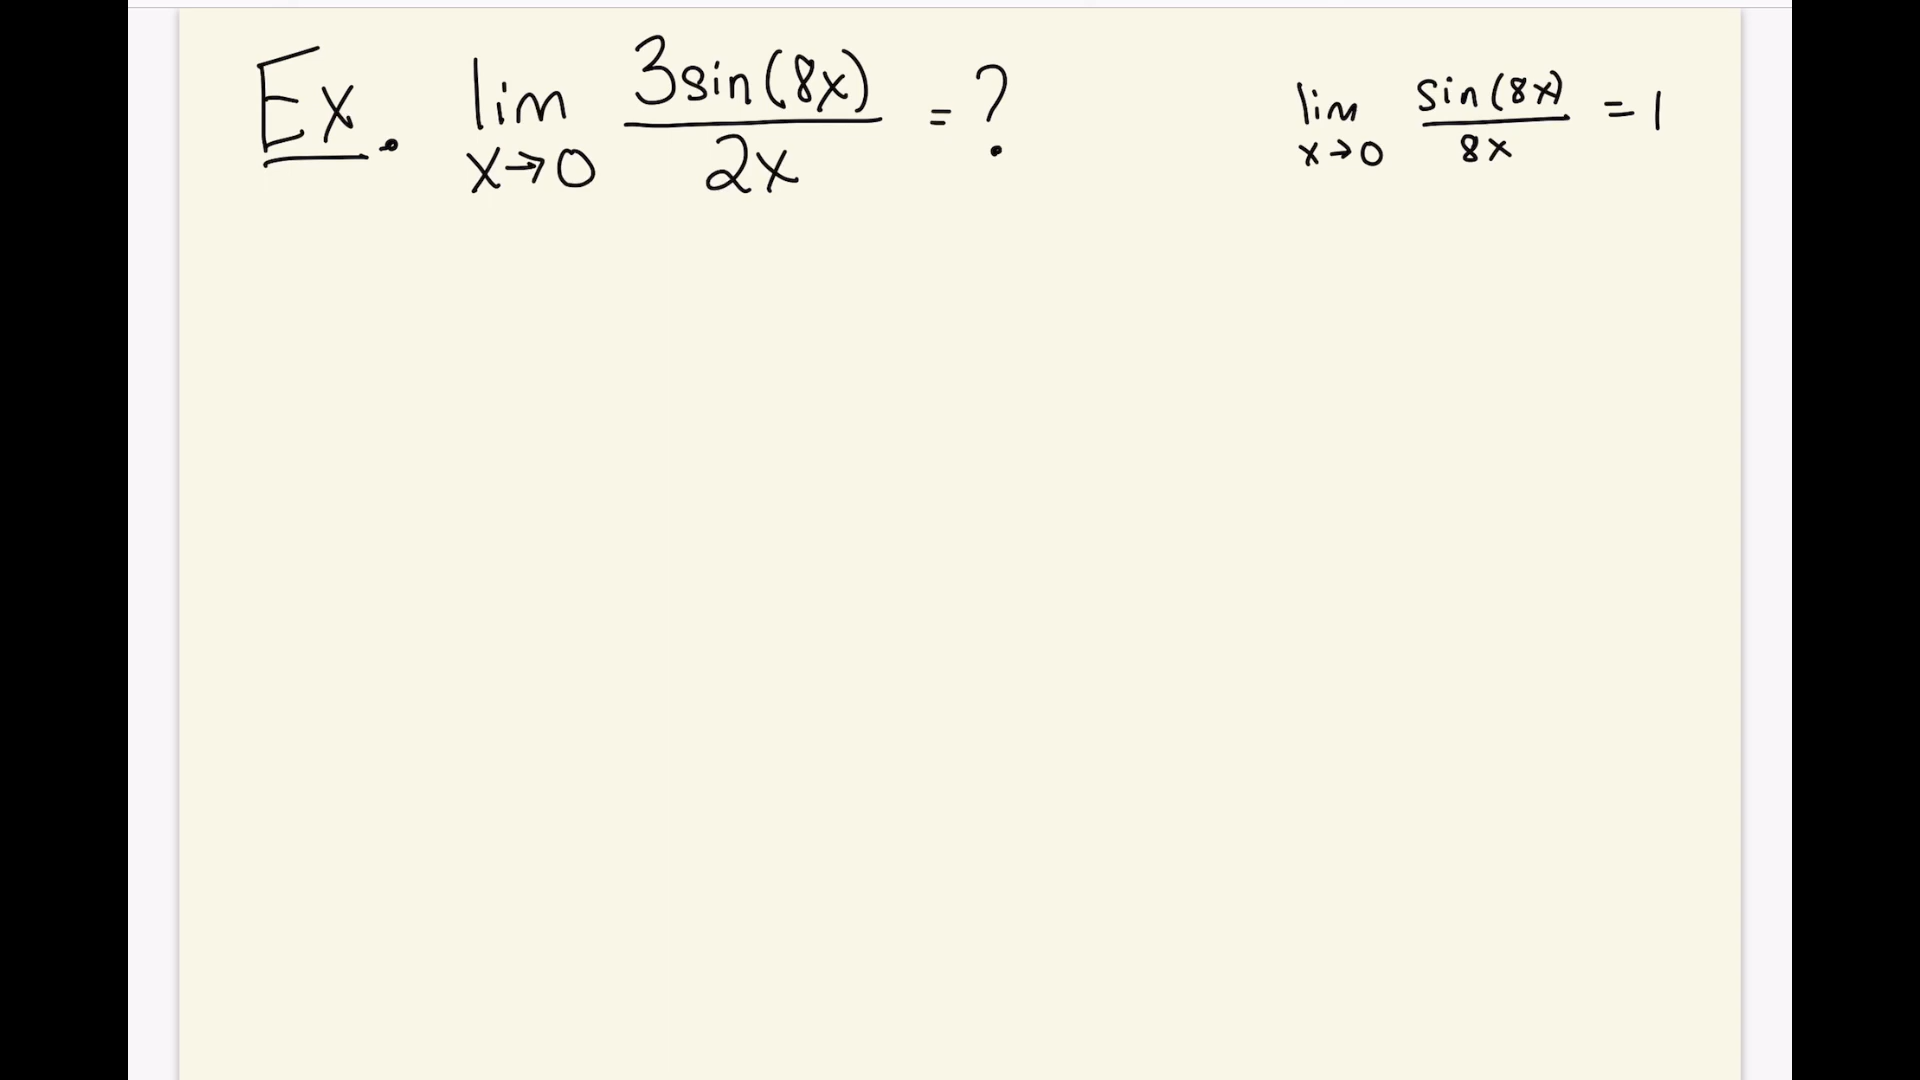 Ex. lim x→0 3sin(8x)/2x = ?
lim x→0 sin(8x)/8x = 1